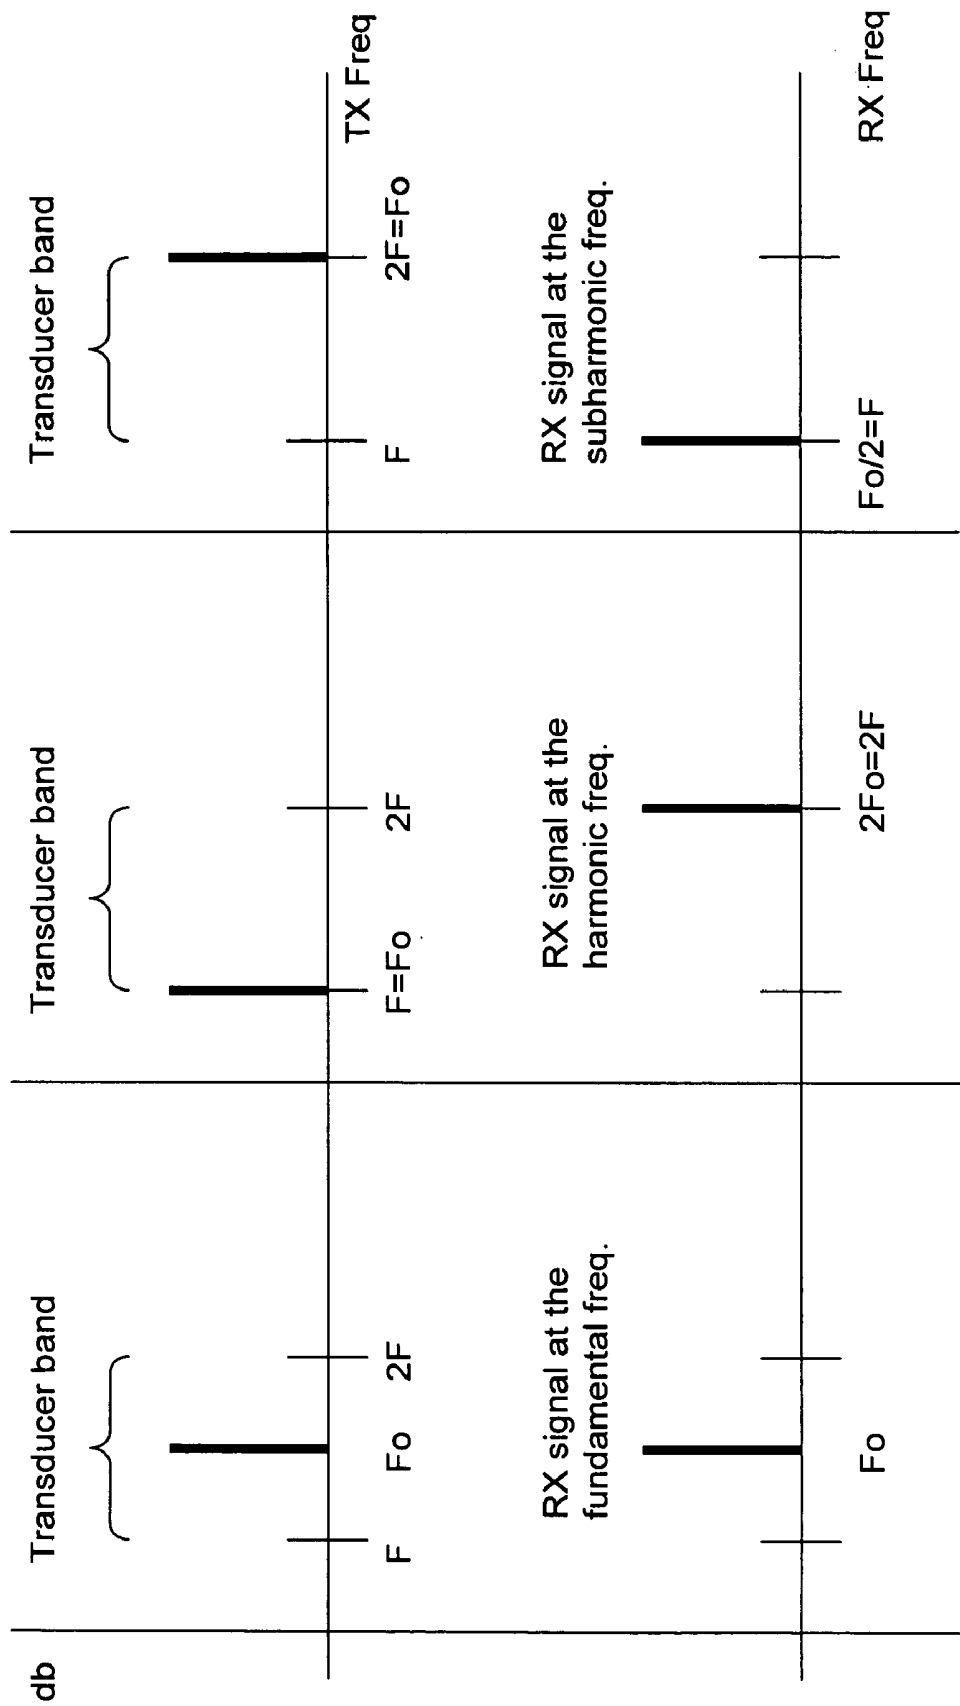 db
Transducer band
Transducer band
Transducer band
F
Fo
2F
F=Fo
2F
F
2F=Fo
TX Freq
RX signal at the
fundamental freq.
RX signal at the
harmonic freq.
RX signal at the
subharmonic freq.
Fo
2Fo=2F
Fo/2=F
RX Freq